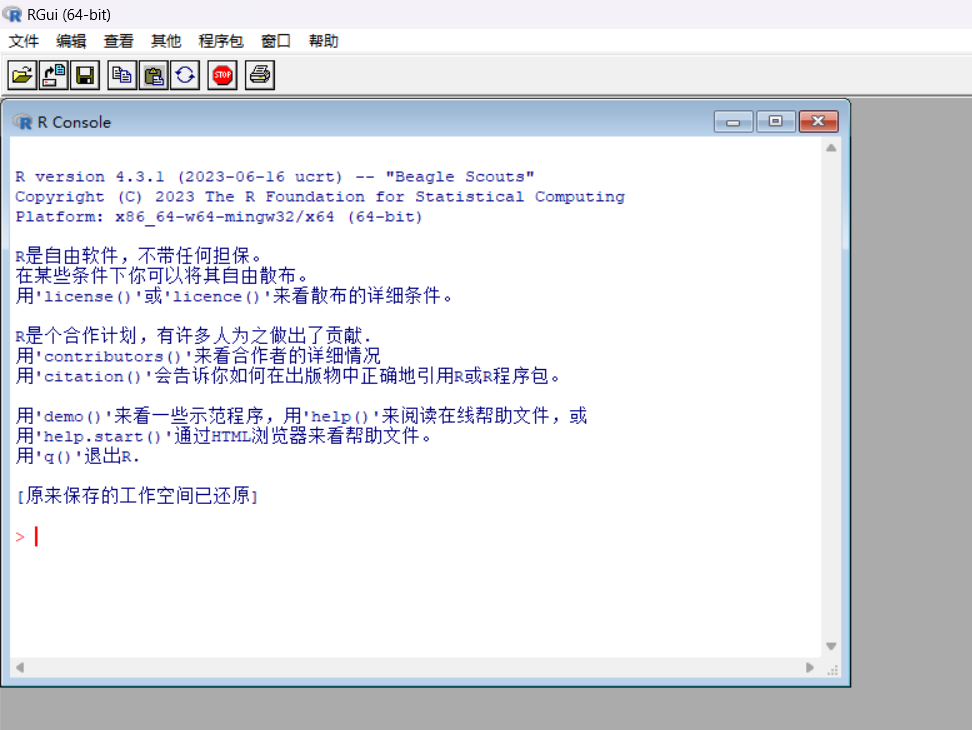 RGui (64-bit)
文件 编辑 查看 其他 程序包 窗口 帮助
STOP
R Console
R version 4.3.1 (2023-06-16 ucrt) -- "Beagle Scouts"
Copyright (C) 2023 The R Foundation for Statistical Computing
Platform: x86_64-w64-mingw32/x64 (64-bit)
R是自由软件，不带任何担保。
在某些条件下你可以将其自由散布。
用'license()'或'licence()'来看散布的详细条件。
R是个合作计划，有许多人为之做出了贡献.
用'contributors()'来看合作者的详细情况
用'citation()'会告诉你如何在出版物中正确地引用R或R程序包。
用'demo()'来看一些示范程序，用'help()'来阅读在线帮助文件，或
用'help.start()'通过HTML浏览器来看帮助文件。
用'q()'退出R.
[原来保存的工作空间已还原]
>